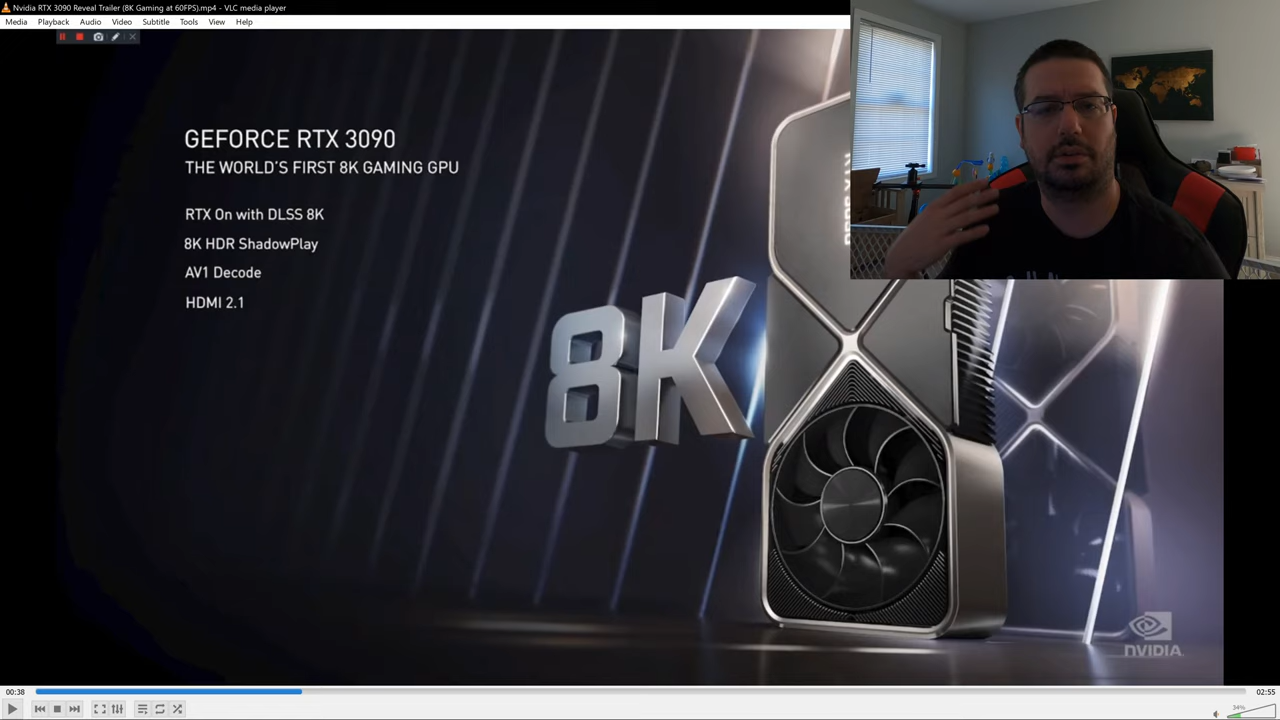 Nvidia RTX 3090 Reveal Trailer (8K Gaming at 60FPS).mp4 - VLC media player
Media Playback Audio Video Subtitle Tools View Help
GEFORCE RTX 3090
THE WORLD'S FIRST 8K GAMING GPU
RTX On with DLSS 8K
8K HDR ShadowPlay
AV1 Decode
HDMI 2.1
8K
NVIDIA
00:38
02:55
34%